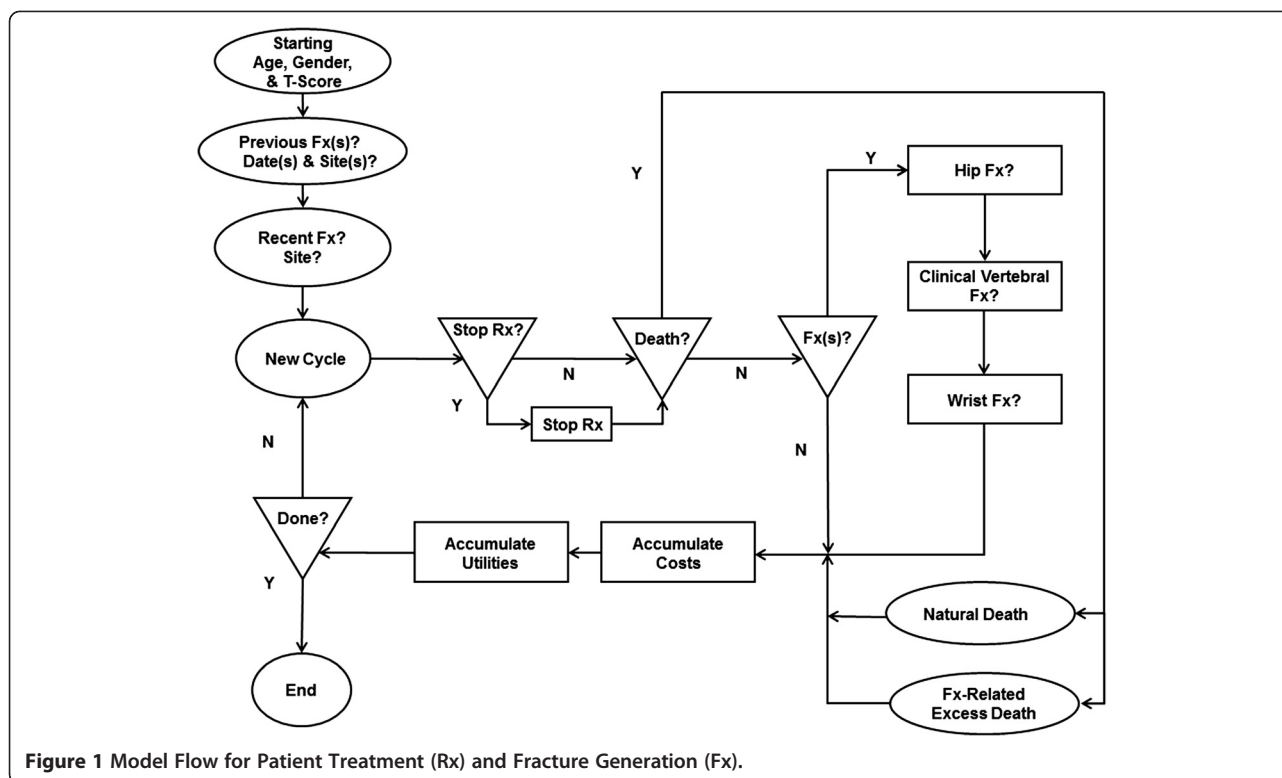 Starting
Age, Gender,
& T-Score
Previous Fx(s)?
Date(s) & Site(s)?
Recent Fx?
Site?
New Cycle
Stop Rx?
Y
N
Stop Rx
Death?
Y
N
Fx(s)?
Y
N
Hip Fx?
Clinical Vertebral
Fx?
Wrist Fx?
Natural Death
Fx-Related
Excess Death
Accumulate
Costs
Accumulate
Utilities
Done?
N
Y
End
Figure 1 Model Flow for Patient Treatment (Rx) and Fracture Generation (Fx).